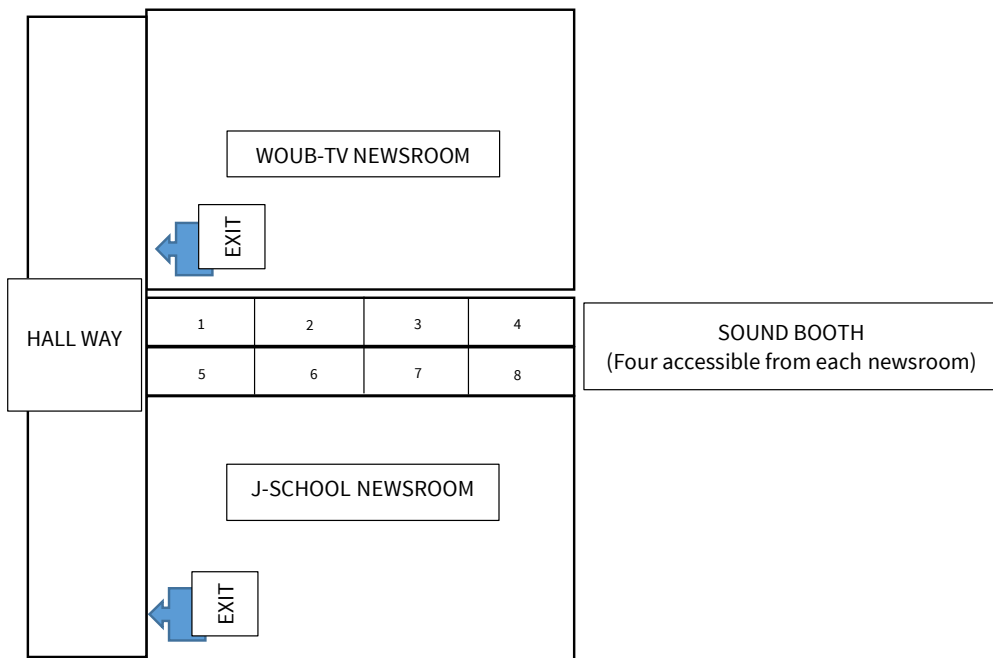 WOUB-TV NEWSROOM
EXIT
HALL WAY
1 2 3 4
SOUND BOOTH
(Four accessible from each newsroom)
5 6 7 8
J-SCHOOL NEWSROOM
EXIT